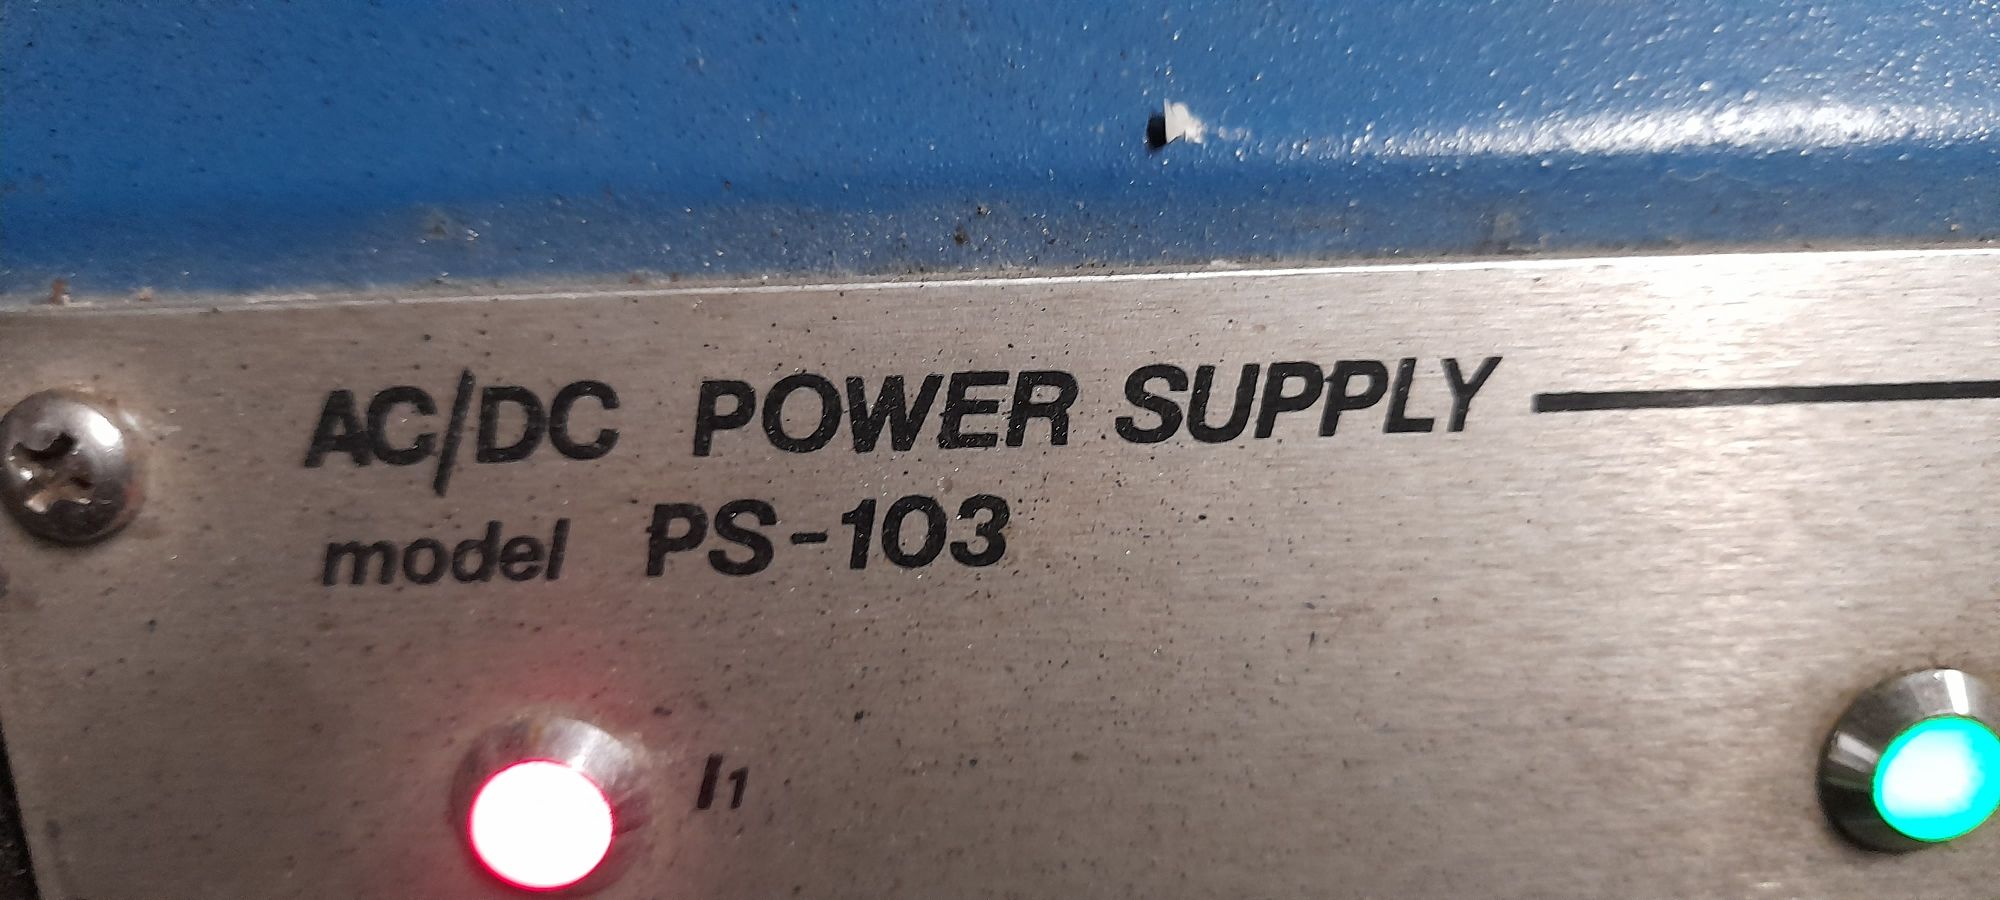 AC/DC POWER SUPPLY
model PS-103
I1